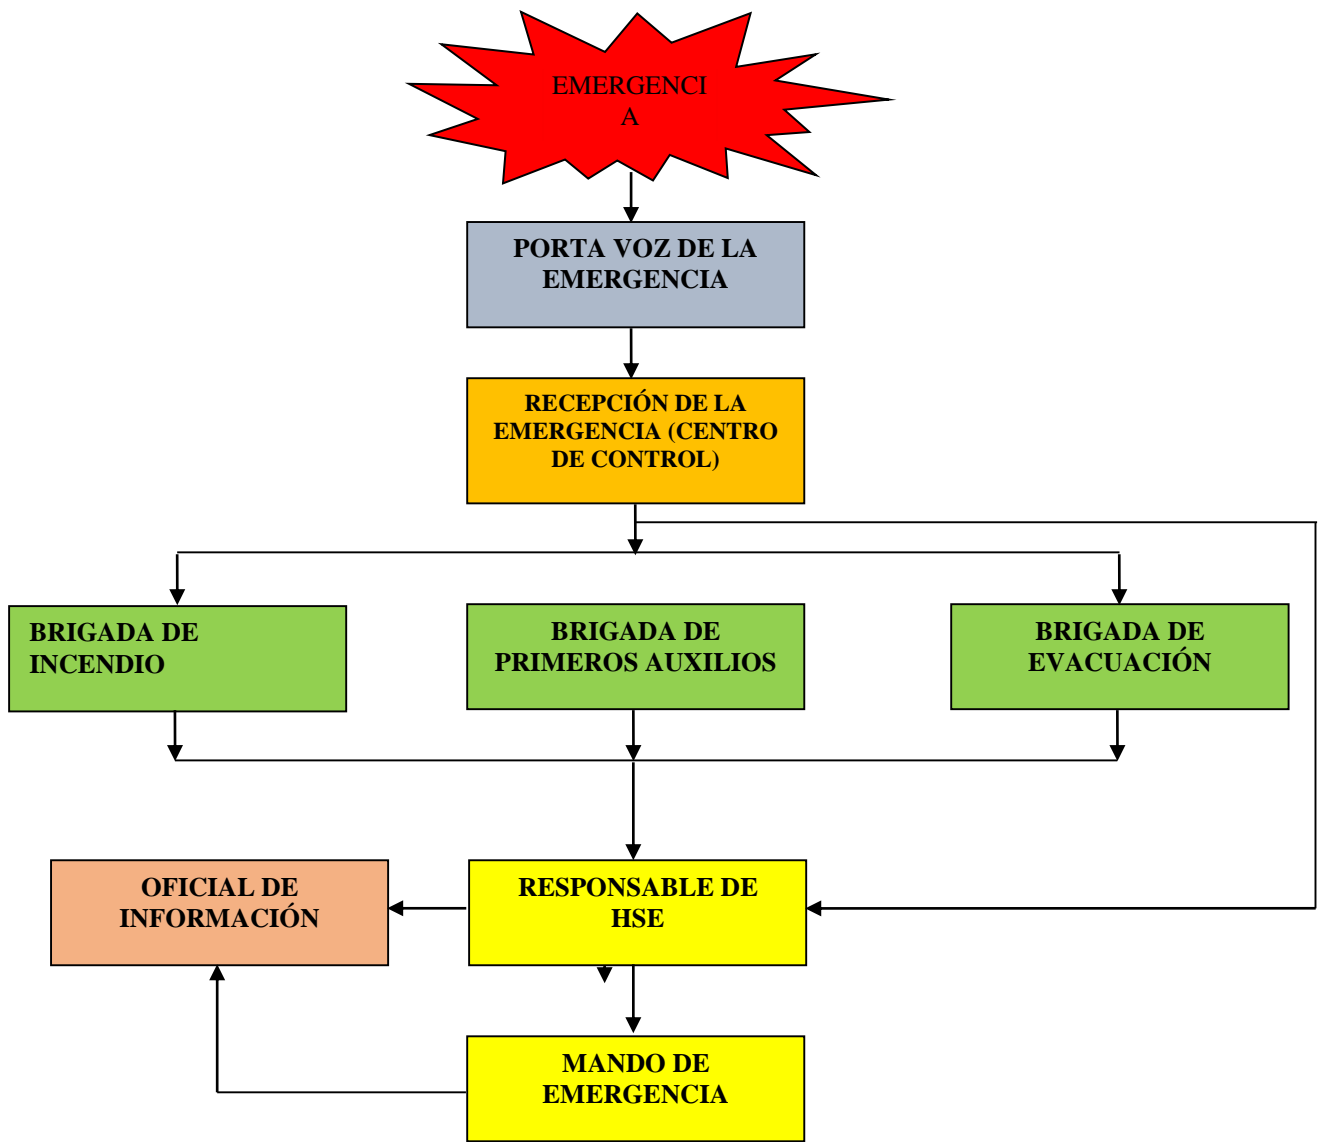 EMERGENCI
A
PORTA VOZ DE LA
EMERGENCIA
RECEPCIÓN DE LA
EMERGENCIA (CENTRO
DE CONTROL)
BRIGADA DE
INCENDIO
BRIGADA DE
PRIMEROS AUXILIOS
BRIGADA DE
EVACUACIÓN
OFICIAL DE
INFORMACIÓN
RESPONSABLE DE
HSE
MANDO DE
EMERGENCIA